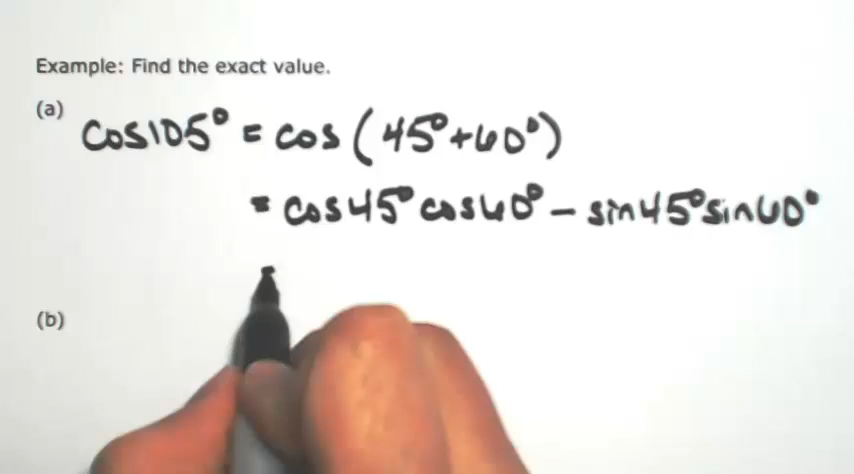 Example: Find the exact value.
(a) cos105° = cos (45°+60°)
= cos45° cos60° - sin45° sin60°
(b)